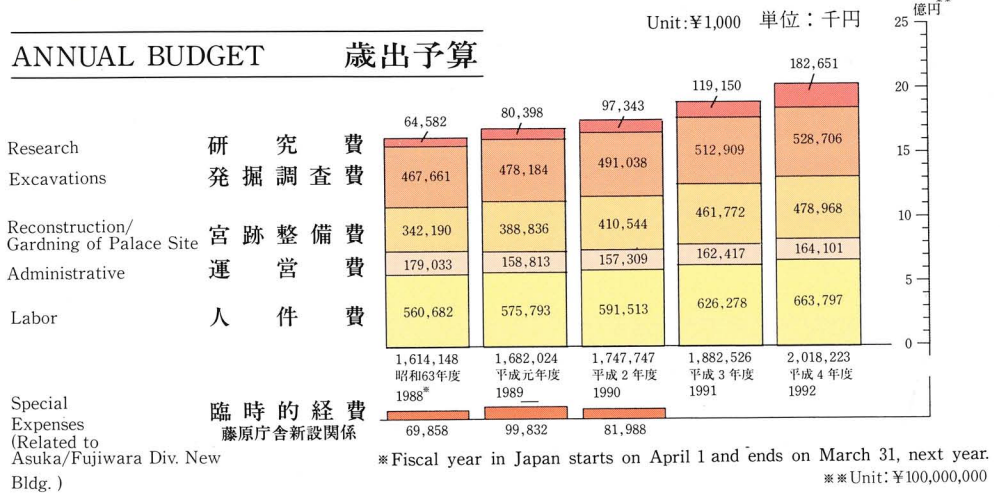 Unit:¥1,000 単位：千円
億円**
ANNUAL BUDGET 歳出予算
25
20
15
10
5
0
64,582 80,398 97,343 119,150 182,651
Research 研究費
Excavations 発掘調査費 467,661 478,184 491,038 512,909 528,706
Reconstruction/
Gardning of Palace Site 宮跡整備費 342,190 388,836 410,544 461,772 478,968
Administrative 運営費 179,033 158,813 157,309 162,417 164,101
Labor 人件費 560,682 575,793 591,513 626,278 663,797
1,614,148 1,682,024 1,747,747 1,882,526 2,018,223
昭和63年度 平成元年度 平成2年度 平成3年度 平成4年度
1988※ 1989 1990 1991 1992
Special
Expenses 臨時的経費
(Related to 藤原庁舎新設関係 69,858 99,832 81,988
Asuka/Fujiwara Div. New
Bldg. )
※Fiscal year in Japan starts on April 1 and ends on March 31, next year.
※※Unit:¥100,000,000